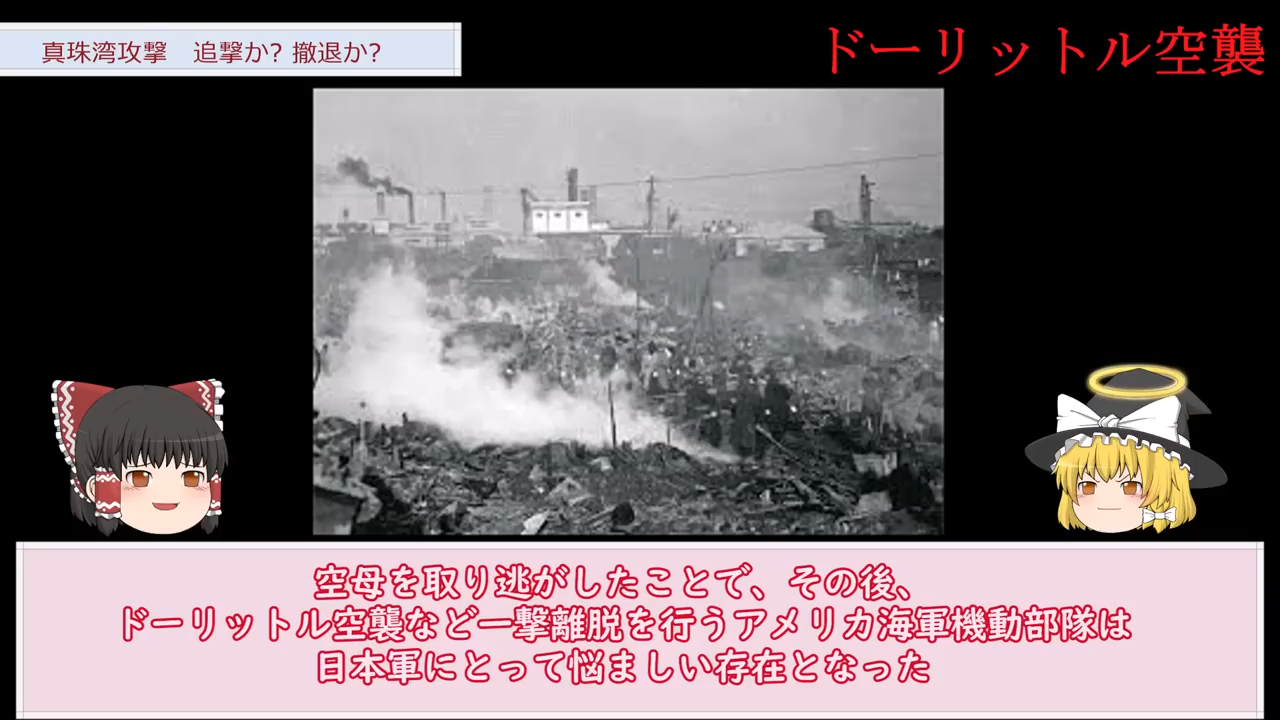 真珠湾攻撃　追撃か? 撤退か?
ドーリットル空襲
空母を取り逃がしたことで、その後、
ドーリットル空襲など一撃離脱を行うアメリカ海軍機動部隊は
日本軍にとって悩ましい存在となった